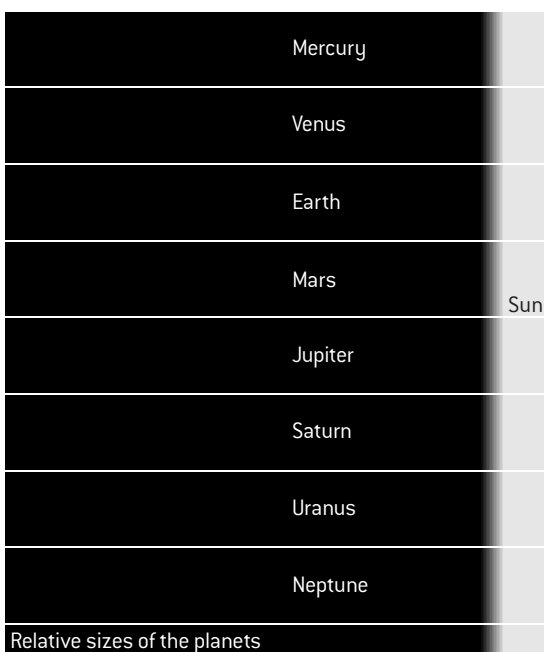 Mercury
Venus
Earth
Mars
Sun
Jupiter
Saturn
Uranus
Neptune
Relative sizes of the planets